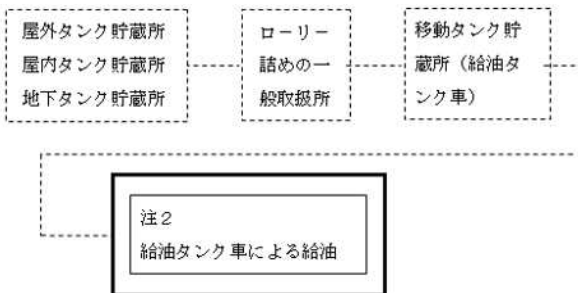 屋外タンク貯蔵所
屋内タンク貯蔵所
地下タンク貯蔵所
ローリー
詰めの一
般取扱所
移動タンク貯
蔵所（給油タ
ンク車）
注２
給油タンク車による給油